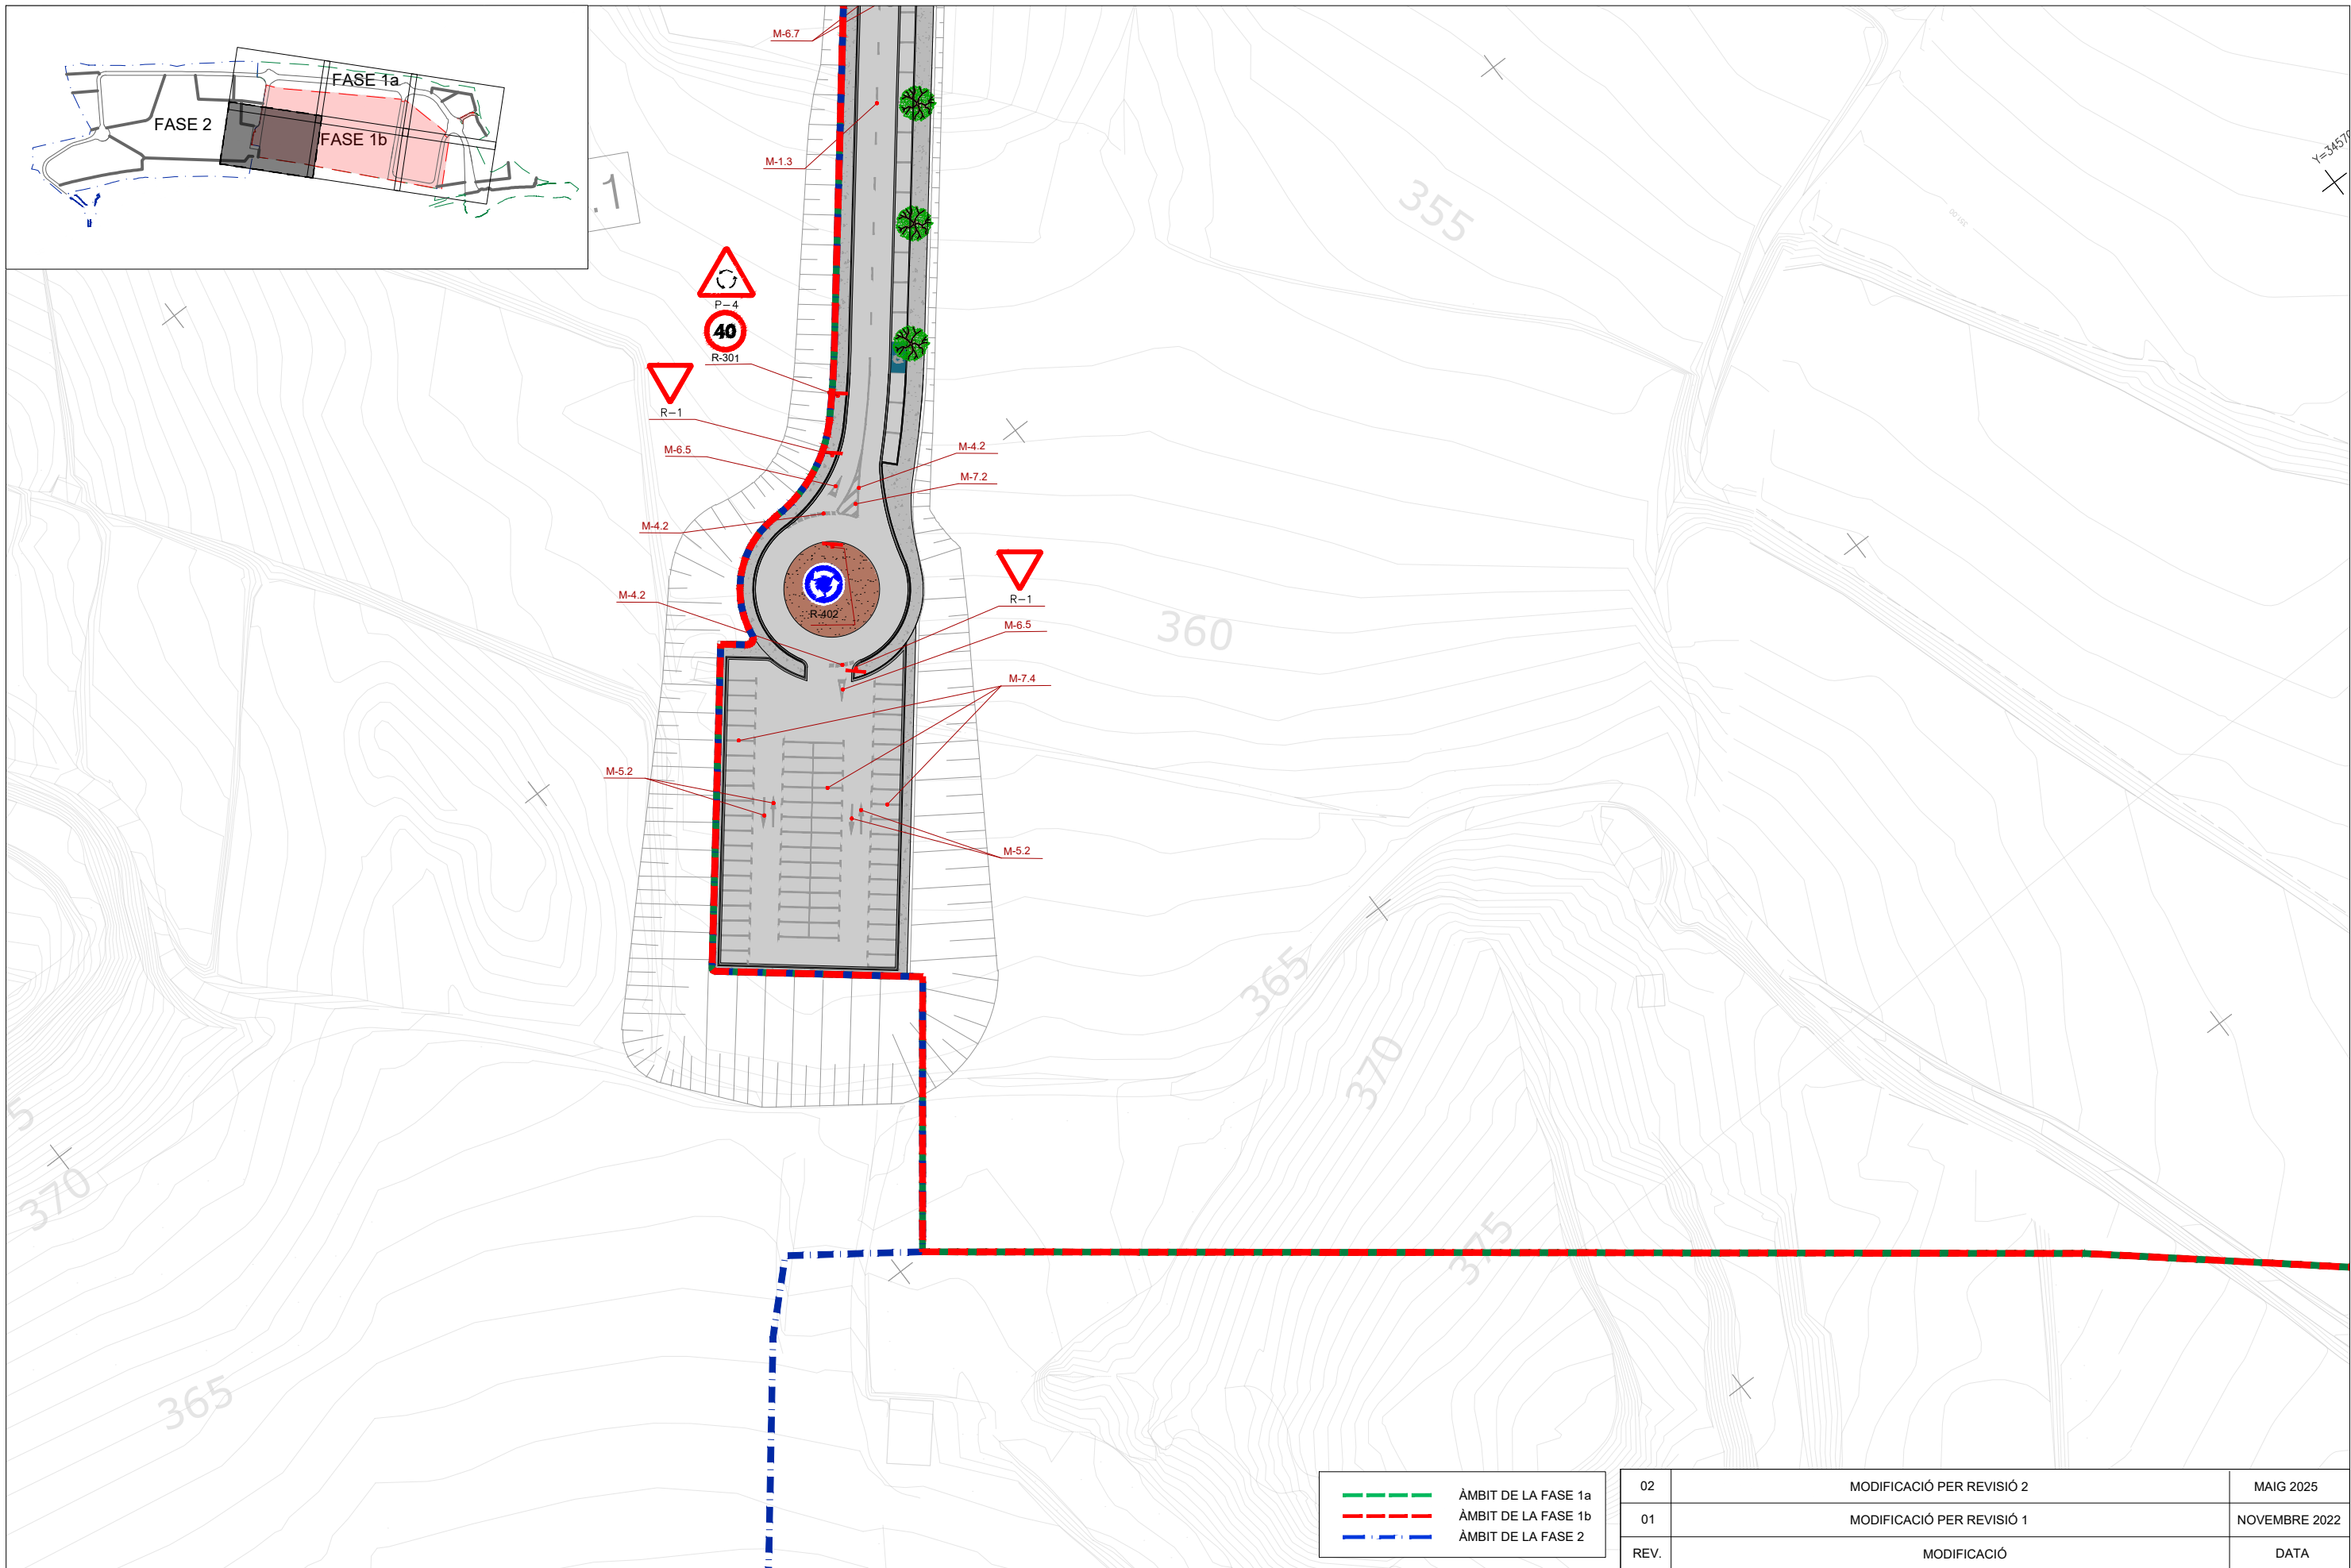 FASE 1a
FASE 2
FASE 1b
.1
M-6.7
M-1.3
355
P-4
40
R-301
R-1
M-6.5
M-4.2
M-4.2
M-7.2
R-1
M-4.2
R-402
M-6.5
360
M-7.4
M-5.2
M-5.2
365
370
5
370
375
365
ÀMBIT DE LA FASE 1a
ÀMBIT DE LA FASE 1b
ÀMBIT DE LA FASE 2
02 MODIFICACIÓ PER REVISIÓ 2 MAIG 2025
01 MODIFICACIÓ PER REVISIÓ 1 NOVEMBRE 2022
REV. MODIFICACIÓ DATA